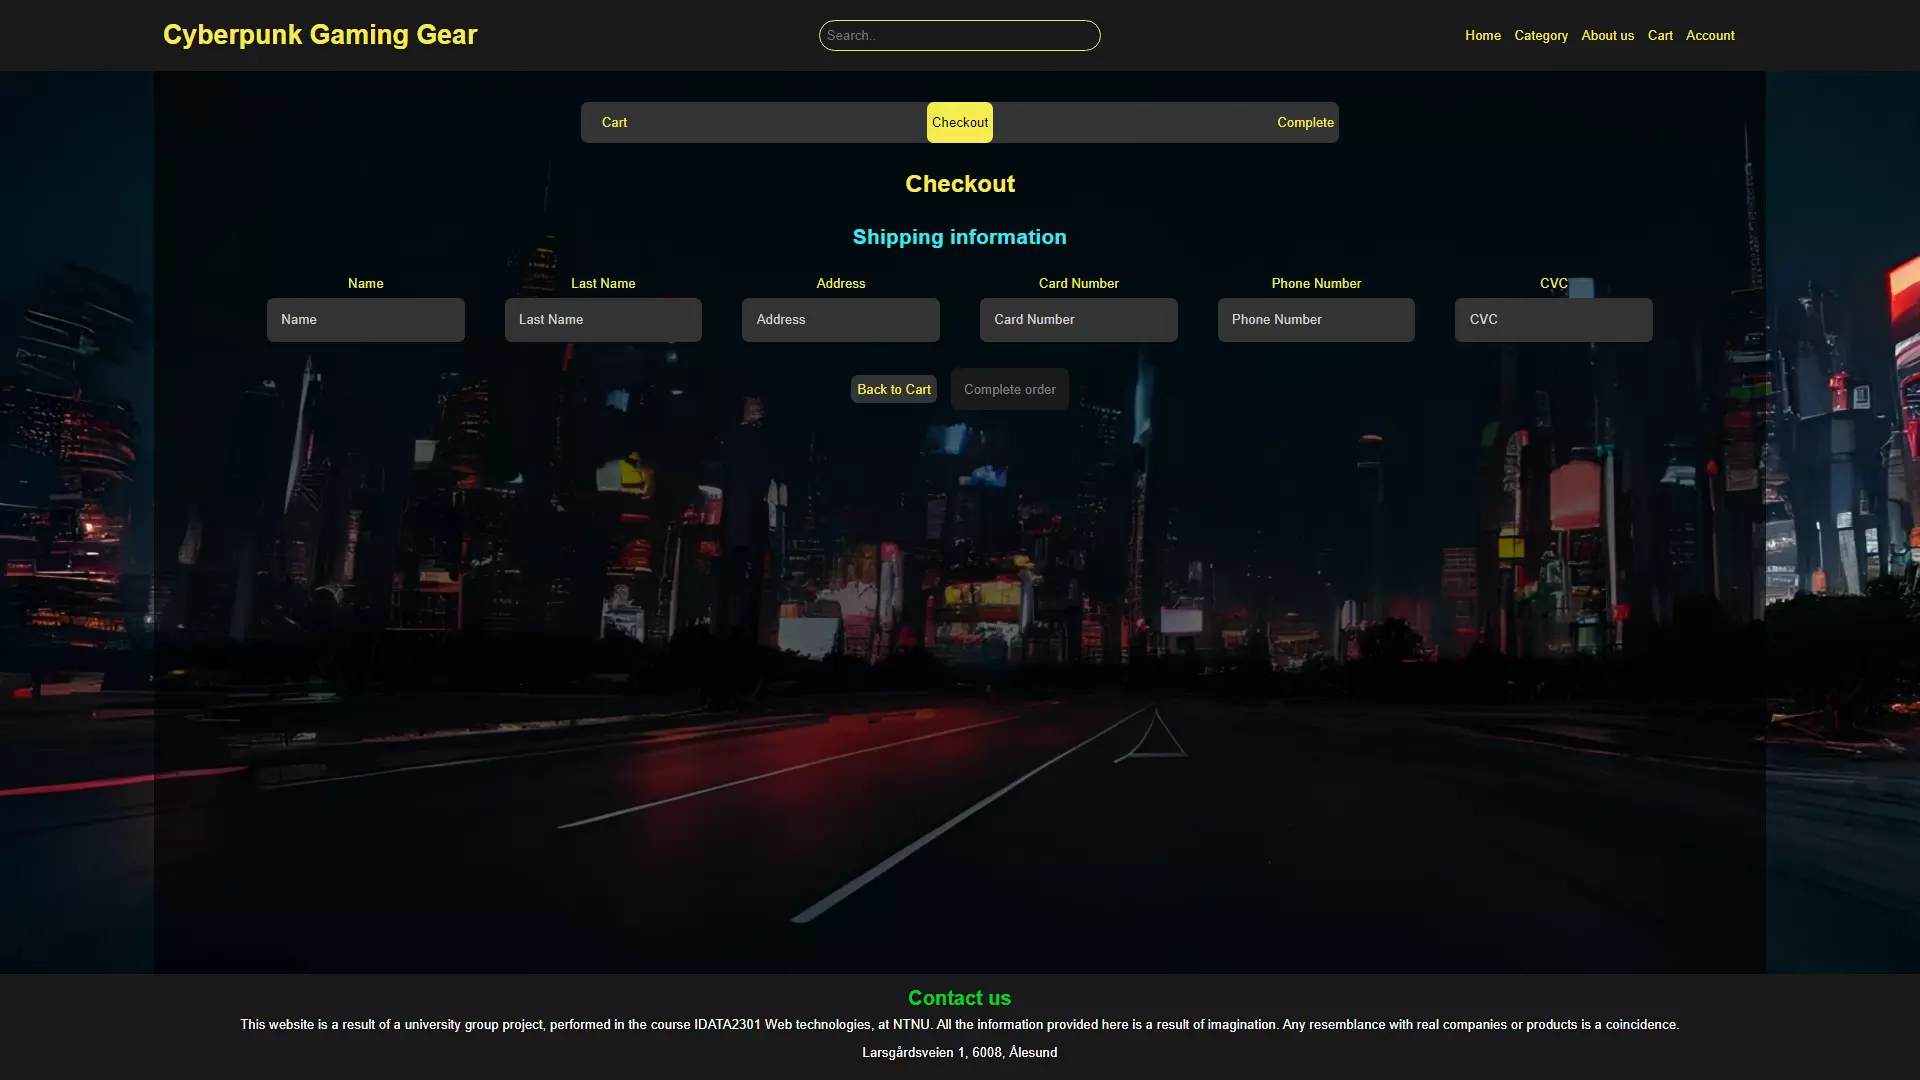 Cyberpunk Gaming Gear
Search..
Home Category About us Cart Account
Cart Checkout Complete
Checkout
Shipping information
Name Last Name Address Card Number Phone Number CVC
Name Last Name Address Card Number Phone Number CVC
Back to Cart Complete order
Contact us
This website is a result of a university group project, performed in the course IDATA2301 Web technologies, at NTNU. All the information provided here is a result of imagination. Any resemblance with real companies or products is a coincidence.
Larsgårdsveien 1, 6008, Ålesund